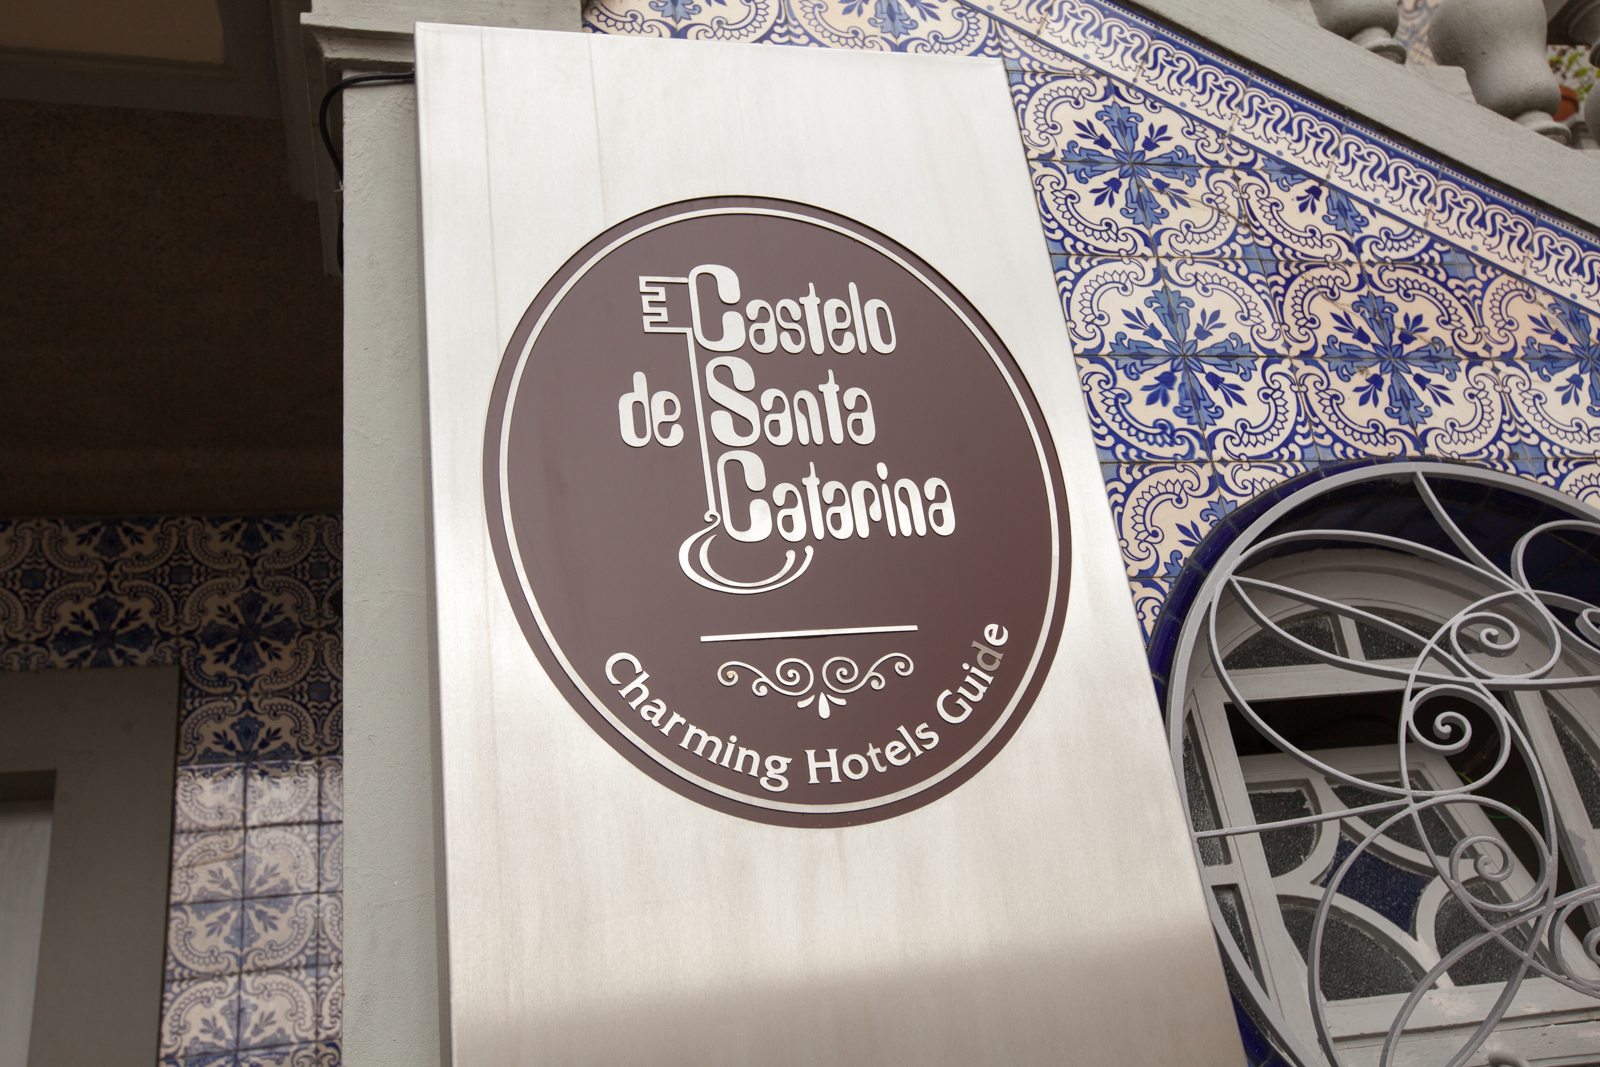 Castelo
de Santa
Catarina
Charming Hotels Guide